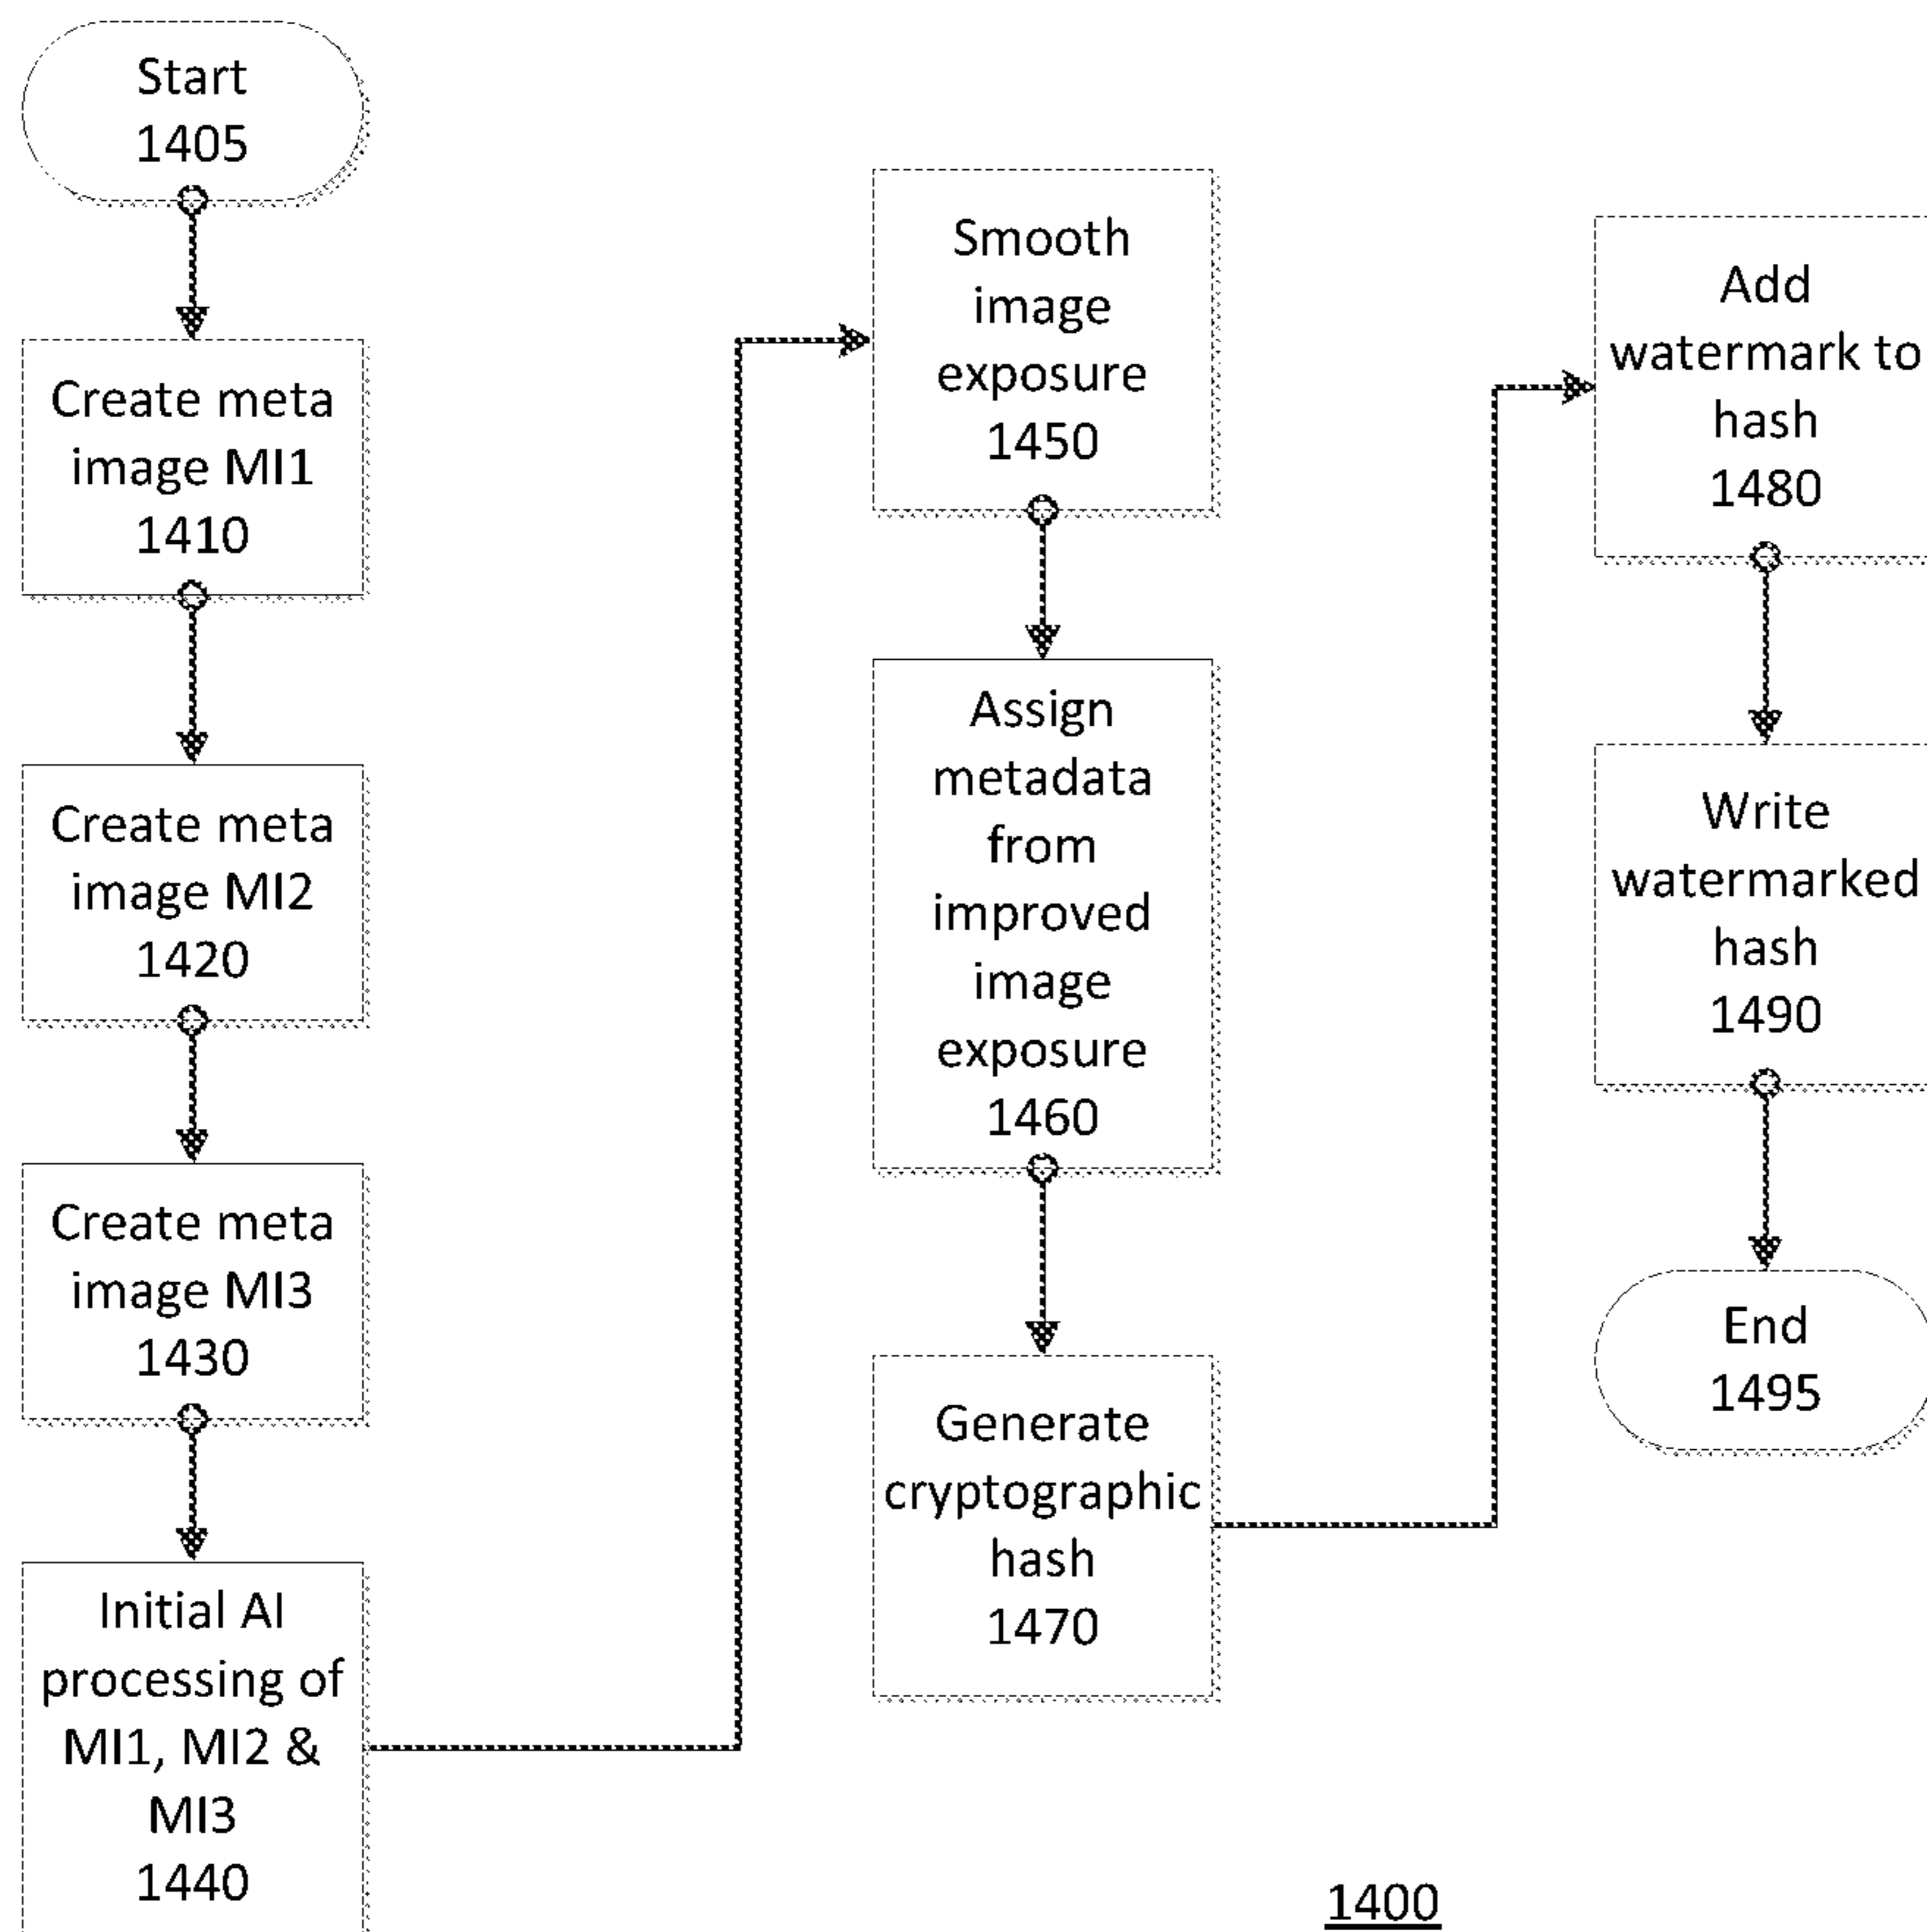 Start
1405
Create meta
image MI1
1410
Create meta
image MI2
1420
Create meta
image MI3
1430
Initial AI
processing of
MI1, MI2 &
MI3
1440
Smooth
image
exposure
1450
Assign
metadata
from
improved
image
exposure
1460
Generate
cryptographic
hash
1470
Add
watermark to
hash
1480
Write
watermarked
hash
1490
End
1495
1400